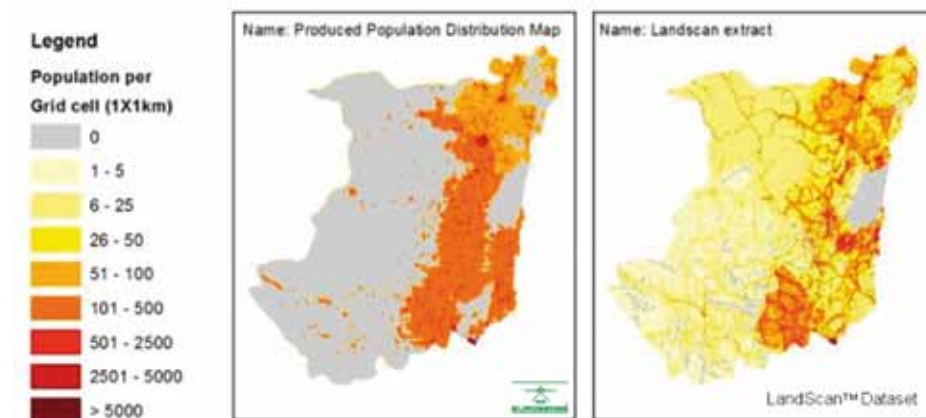 Legend
Population per
Grid cell (1X1km)
0
1 - 5
6 - 25
26 - 50
51 - 100
101 - 500
501 - 2500
2501 - 5000
> 5000
Name: Produced Population Distribution Map
Name: Landscan extract
LandScan™ Dataset